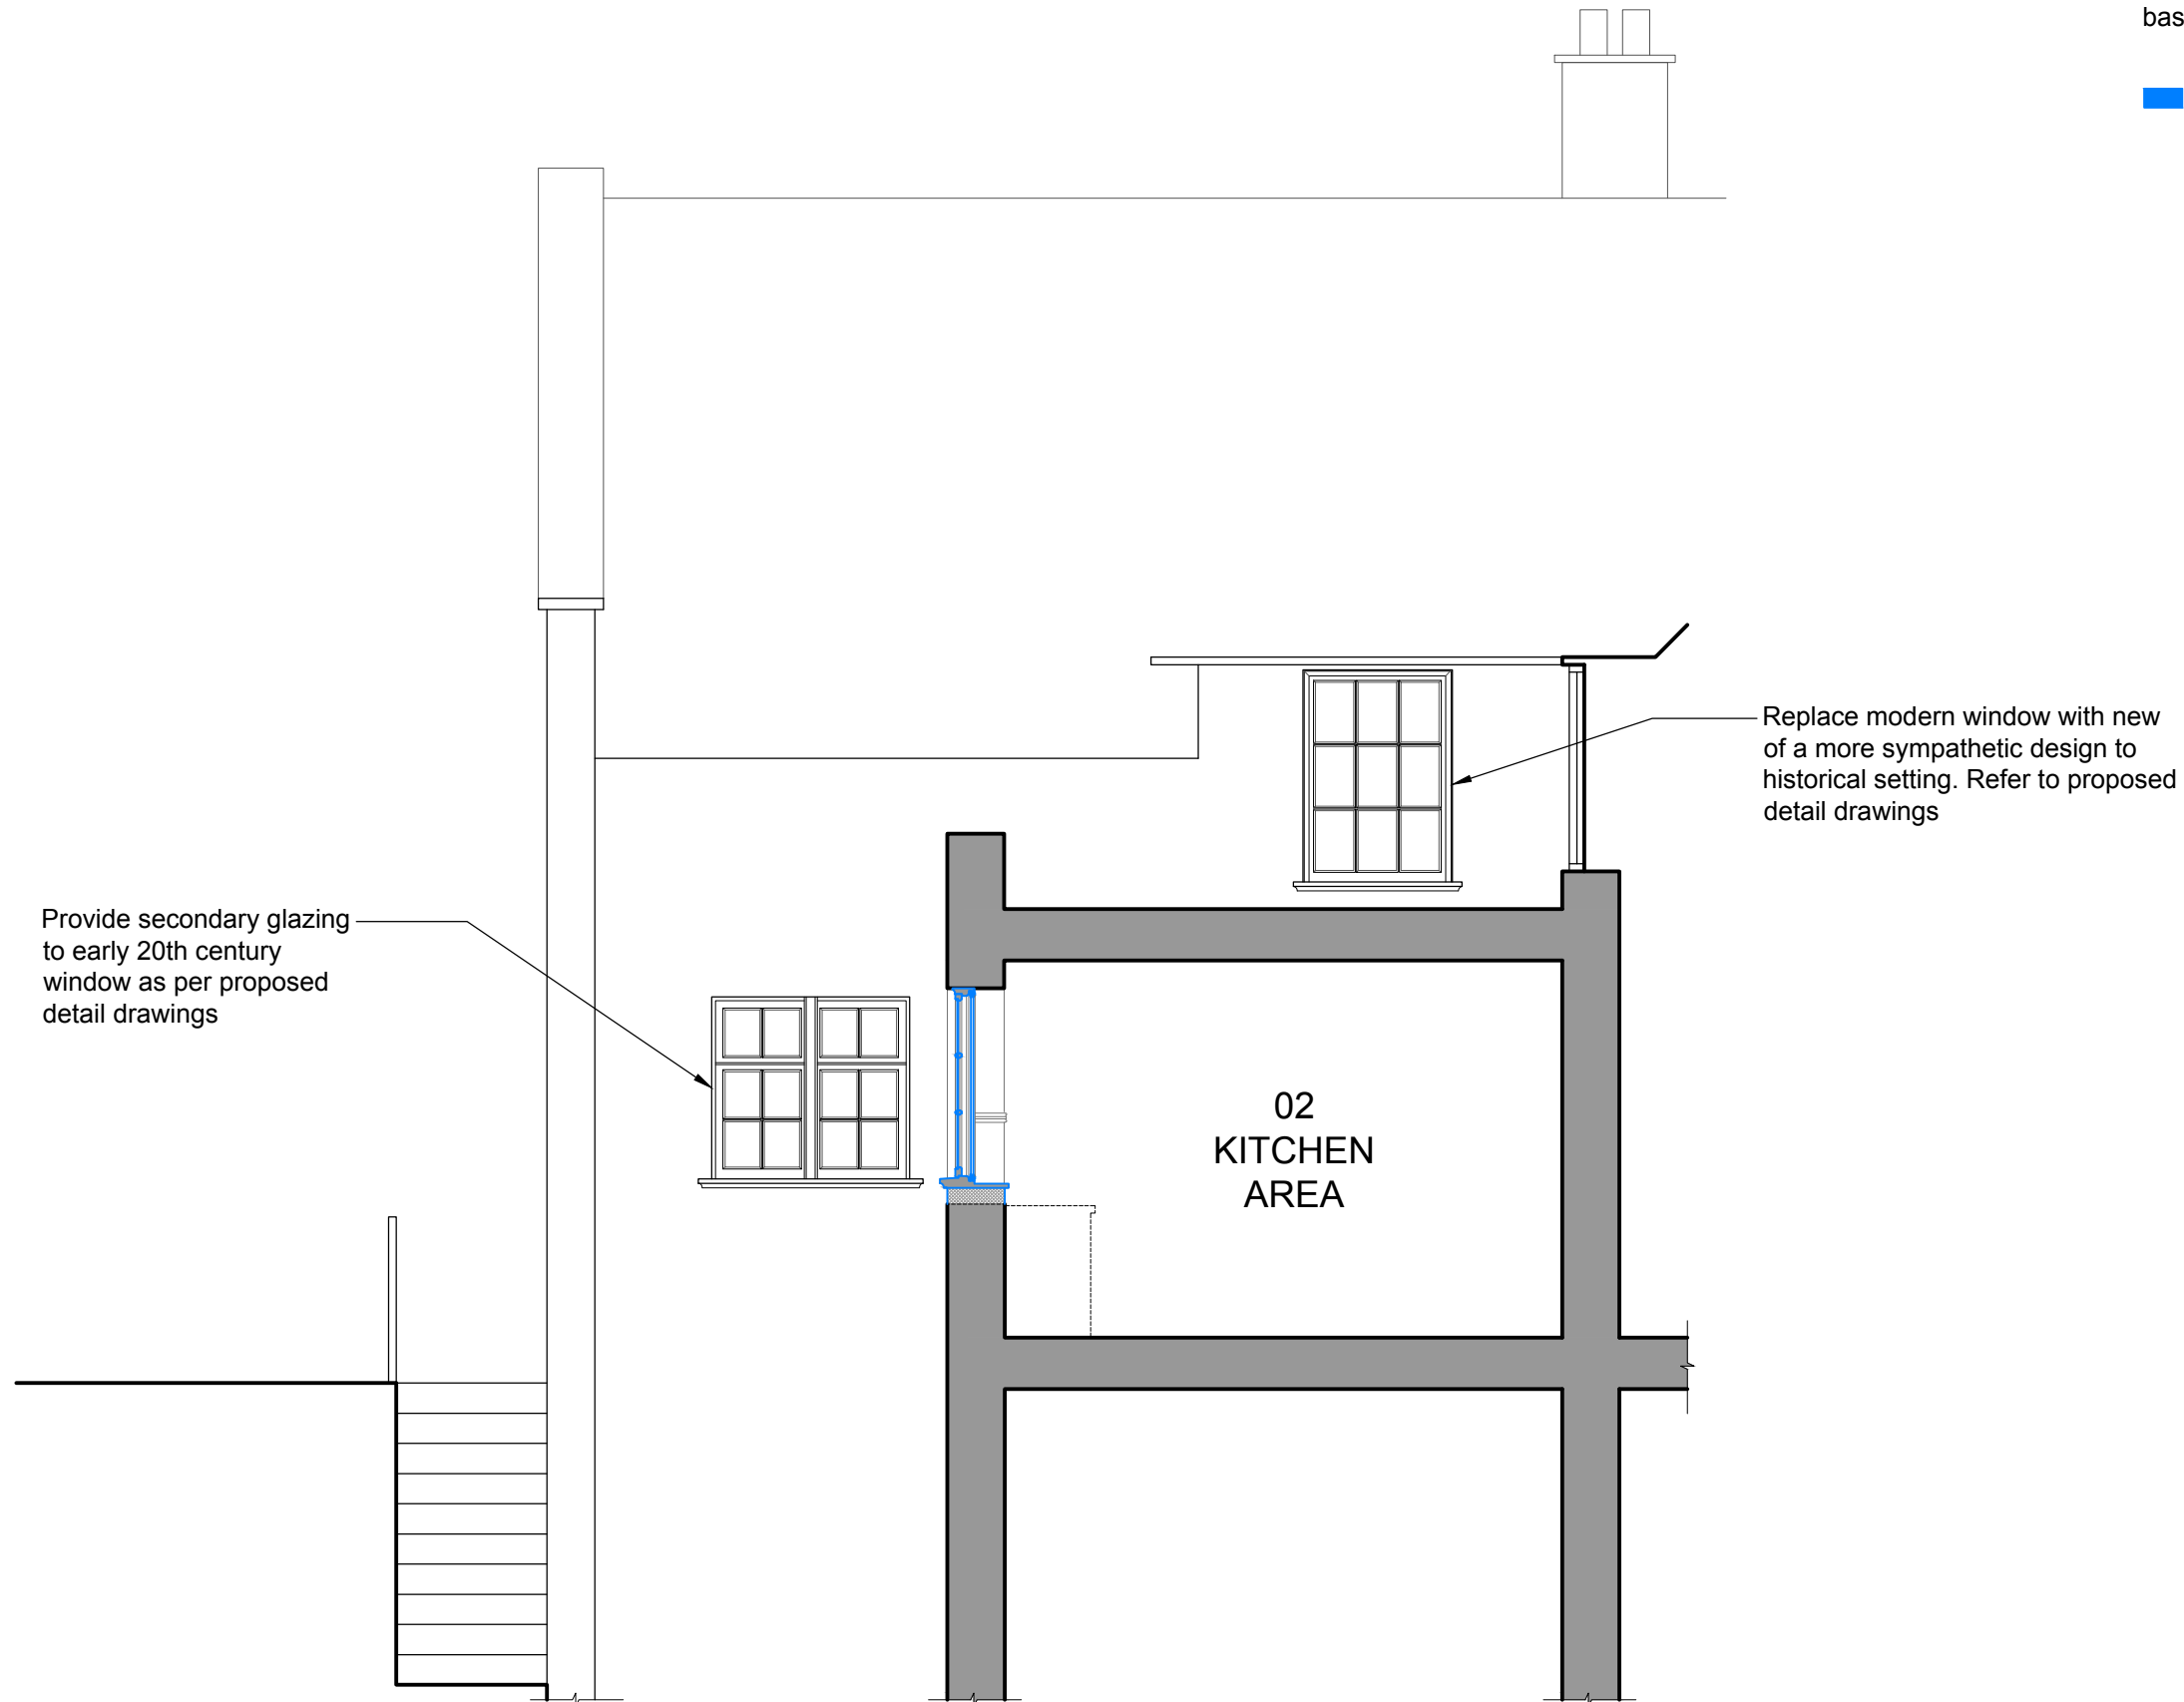 bas
Replace modern window with new
of a more sympathetic design to
historical setting. Refer to proposed
detail drawings
Provide secondary glazing
to early 20th century
window as per proposed
detail drawings
02
KITCHEN
AREA